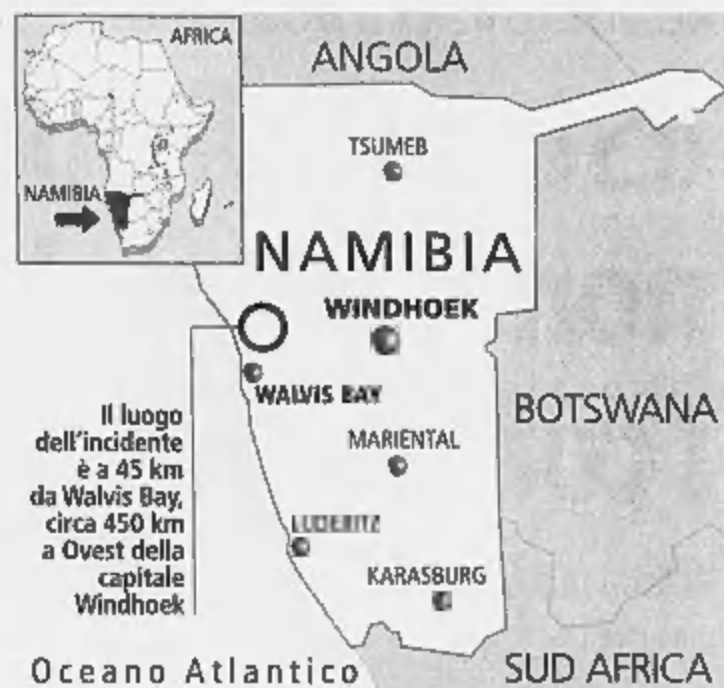 AFRICA
NAMIBIA
ANGOLA
TSUMEB
NAMIBIA
WINDHOEK
WALVIS BAY
BOTSWANA
Il luogo
dell'incidente
è a 45 km
da Walvis Bay,
circa 450 km
a Ovest della
capitale
Windhoek
MARIENTAL
LUDERITZ
KARASBURG
Oceano Atlantico
SUD AFRICA